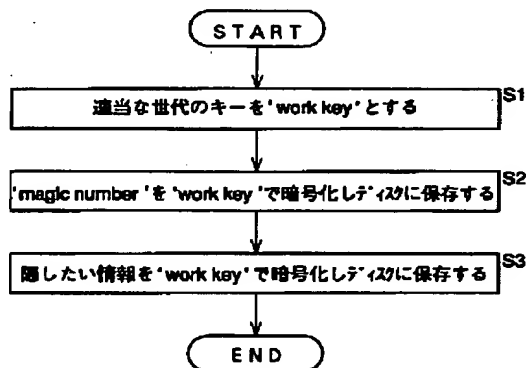 START
適当な世代のキーを'work key'とする
S1
'magic number'を'work key'で暗号化しディスクに保存する
S2
隠したい情報を'work key'で暗号化しディスクに保存する
S3
END